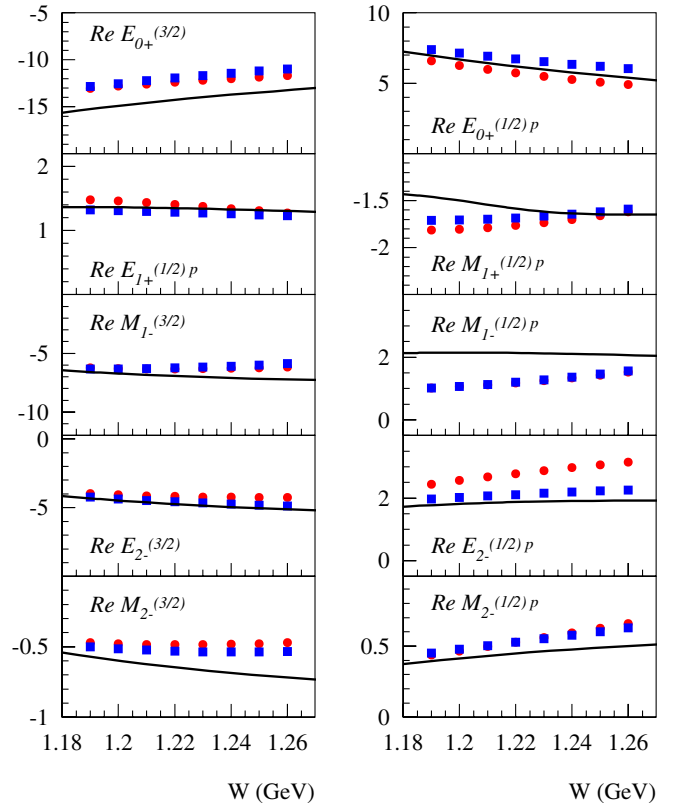 -5
-10
-15
Re E0+(3/2)
10
5
Re E0+(1/2) p
2
1
Re E1+(1/2) p
-1.5
-2
Re M1+(1/2) p
Re M1-(3/2)
-5
-10
Re M1-(1/2) p
2
0
0
-5
Re E2-(3/2)
2
0
Re E2-(1/2) p
Re M2-(3/2)
-0.5
-1
Re M2-(1/2) p
0.5
0
1.18 1.2 1.22 1.24 1.26
1.18 1.2 1.22 1.24 1.26
W (GeV)
W (GeV)